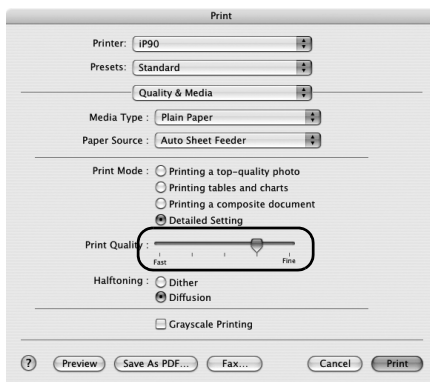 Print
Printer: iP90
Presets: Standard
Quality & Media
Media Type : Plain Paper
Paper Source : Auto Sheet Feeder
Print Mode : Printing a top-quality photo
Printing tables and charts
Printing a composite document
Detailed Setting
Print Quality :
Fast Fine
Halftoning : Dither
Diffusion
Grayscale Printing
? Preview Save As PDF... Fax... Cancel Print